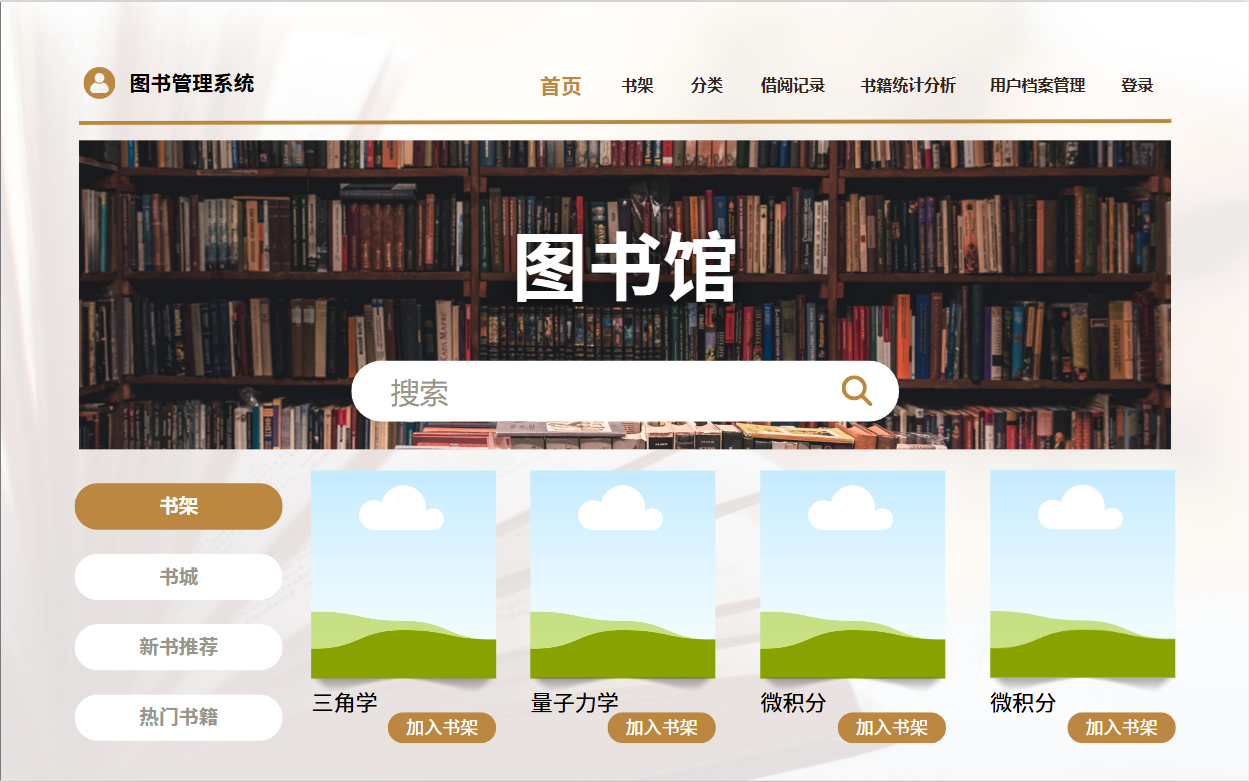 图书管理系统
首页 书架 分类 借阅记录 书籍统计分析 用户档案管理 登录
图书馆
搜索
书架
书城
新书推荐
热门书籍
三角学
加入书架
量子力学
加入书架
微积分
加入书架
微积分
加入书架